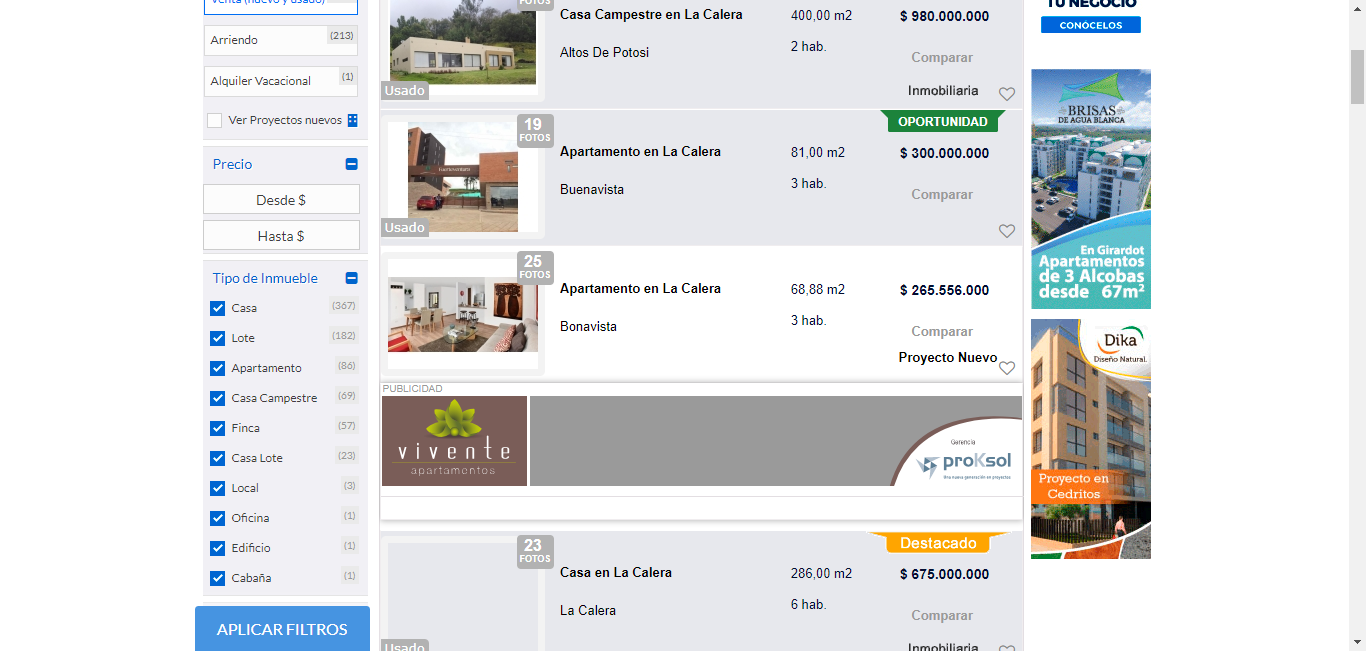 Venta (nuevo y usado)
Arriendo (213)
Alquiler Vacacional (1)
Ver Proyectos nuevos
Precio
Desde $
Hasta $
Tipo de Inmueble
Casa (367)
Lote (182)
Apartamento (86)
Casa Campestre (69)
Finca (57)
Casa Lote (23)
Local (3)
Oficina (1)
Edificio (1)
Cabaña (1)
APLICAR FILTROS
FOTOS
Casa Campestre en La Calera
400,00 m2
$ 980.000.000
Altos De Potosi
2 hab.
Comparar
Usado
Inmobiliaria
19
FOTOS
OPORTUNIDAD
Apartamento en La Calera
81,00 m2
$ 300.000.000
Buenavista
3 hab.
Comparar
Usado
25
FOTOS
Apartamento en La Calera
68,88 m2
$ 265.556.000
Bonavista
3 hab.
Comparar
Proyecto Nuevo
PUBLICIDAD
vivente
apartamentos
Gerencia
proKsol
Una nueva generación en proyectos
23
FOTOS
Destacado
Casa en La Calera
286,00 m2
$ 675.000.000
La Calera
6 hab.
Comparar
Usado
Inmobiliaria
TU NEGOCIO
CONÓCELOS
BRISAS
DE AGUA BLANCA
En Girardot
Apartamentos
de 3 Alcobas
desde 67m²
Dika
Diseño Natural.
Proyecto en
Cedritos